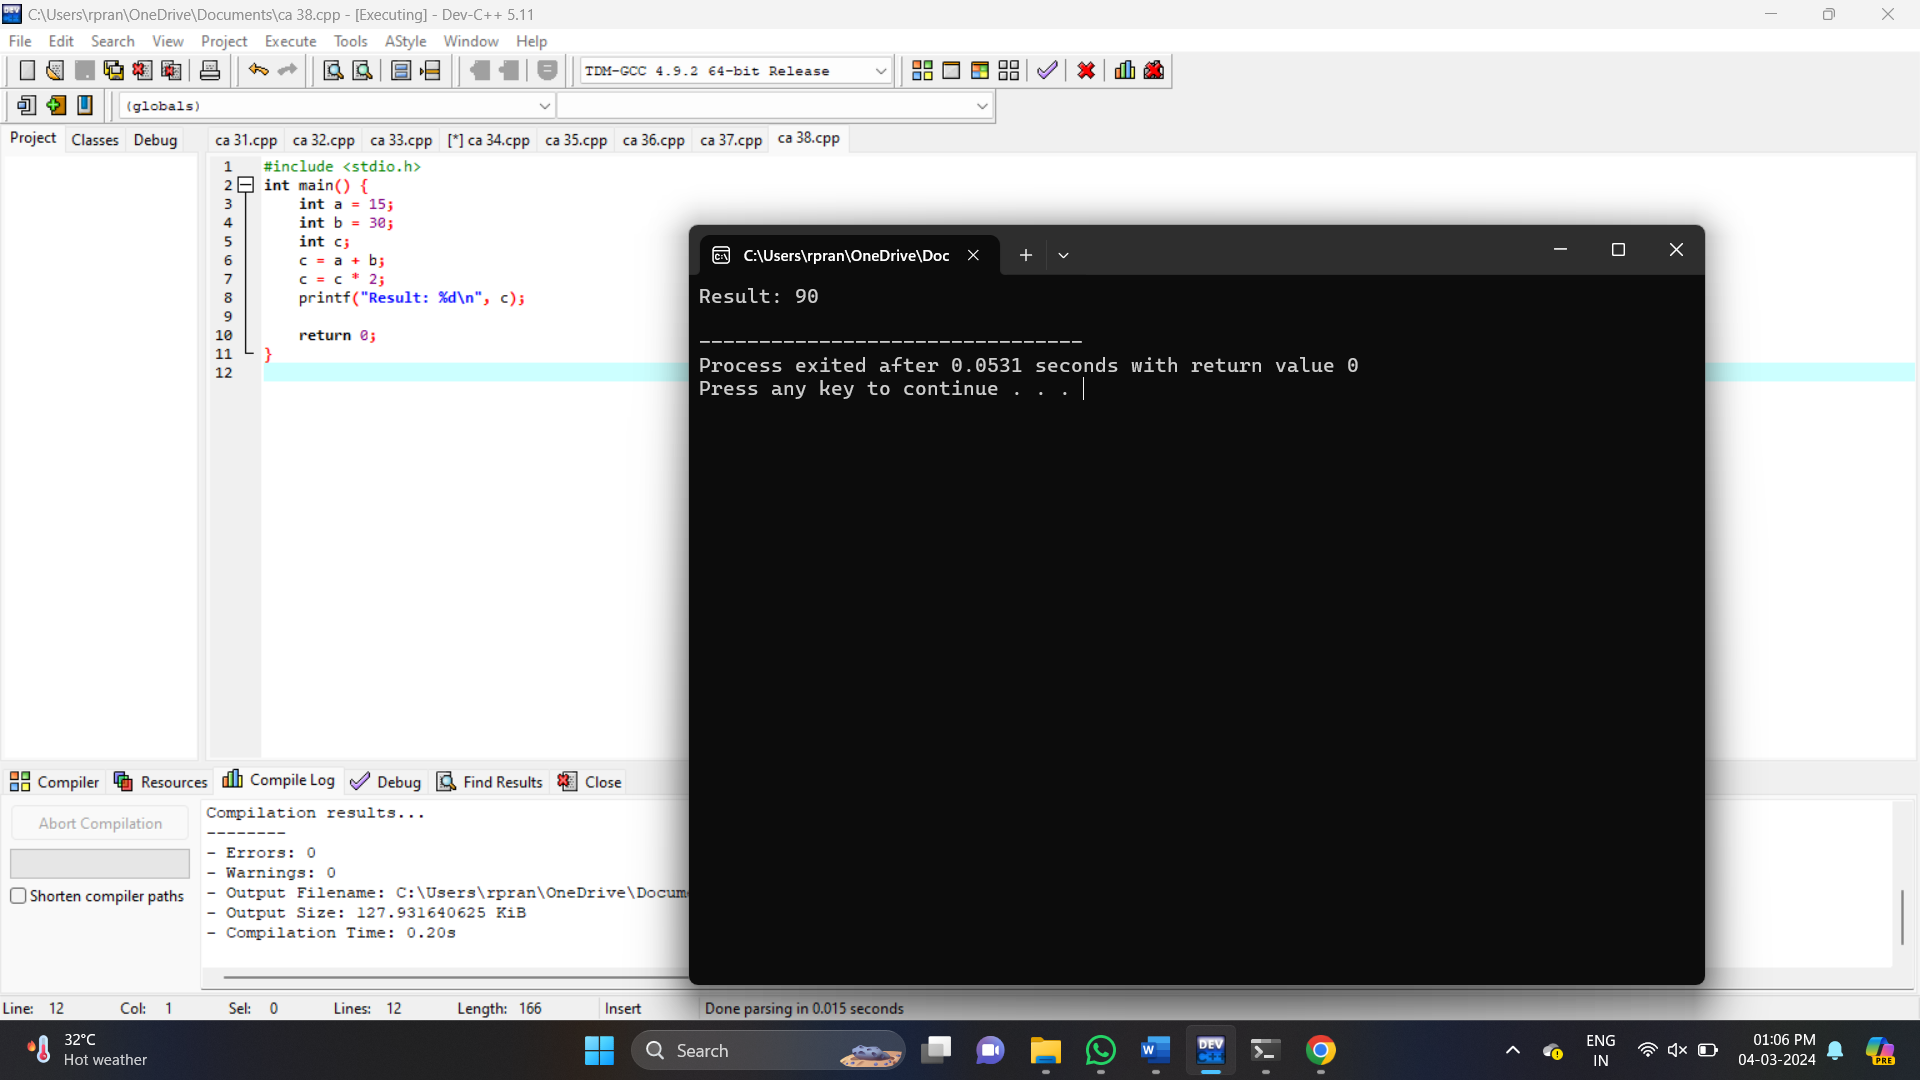 C:\Users\rpran\OneDrive\Documents\ca 38.cpp - [Executing] - Dev-C++ 5.11
File Edit Search View Project Execute Tools AStyle Window Help
TDM-GCC 4.9.2 64-bit Release
(globals)
Project Classes Debug
ca 31.cpp ca 32.cpp ca 33.cpp [*] ca 34.cpp ca 35.cpp ca 36.cpp ca 37.cpp ca 38.cpp
1 #include <stdio.h>
2 int main() {
3 int a = 15;
4 int b = 30;
5 int c;
6 c = a + b;
7 c = c * 2;
8 printf("Result: %d\n", c);
9
10 return 0;
11 }
12
C:\Users\rpran\OneDrive\Doc
Result: 90
--------------------------------
Process exited after 0.0531 seconds with return value 0
Press any key to continue . . .
Compiler Resources Compile Log Debug Find Results Close
Abort Compilation
Shorten compiler paths
Compilation results...
--------
- Errors: 0
- Warnings: 0
- Output Filename: C:\Users\rpran\OneDrive\Docum
- Output Size: 127.931640625 KiB
- Compilation Time: 0.20s
Line: 12 Col: 1 Sel: 0 Lines: 12 Length: 166 Insert Done parsing in 0.015 seconds
32°C
Hot weather
Search
DEV
PRE
ENG
IN
01:06 PM
04-03-2024